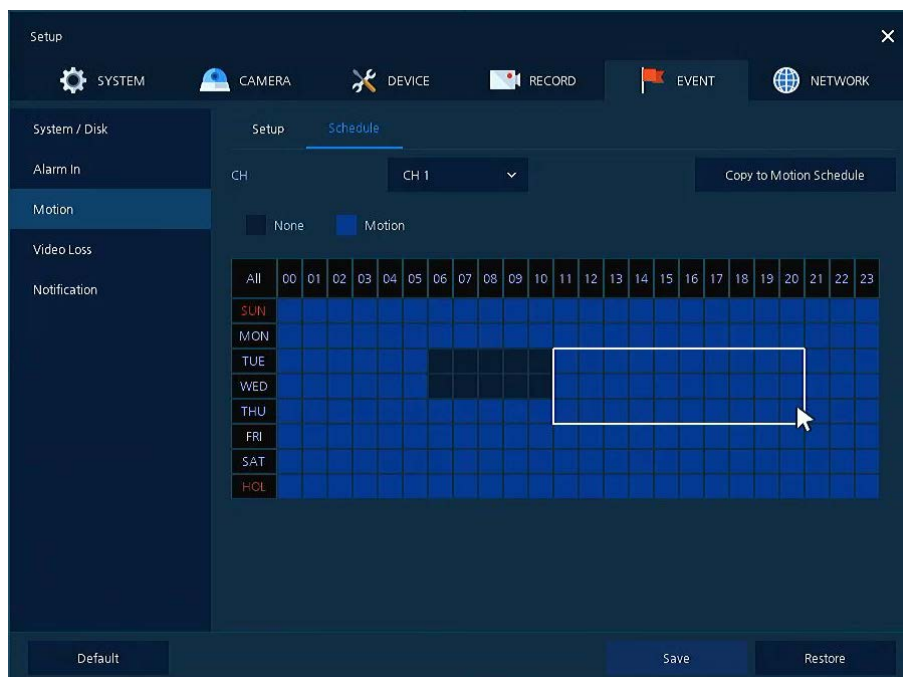 Setup
SYSTEM CAMERA DEVICE RECORD EVENT NETWORK
System / Disk
Alarm In
Motion
Video Loss
Notification
Setup Schedule
CH CH 1 Copy to Motion Schedule
None Motion
All 00 01 02 03 04 05 06 07 08 09 10 11 12 13 14 15 16 17 18 19 20 21 22 23
SUN
MON
TUE
WED
THU
FRI
SAT
HOL
Default Save Restore